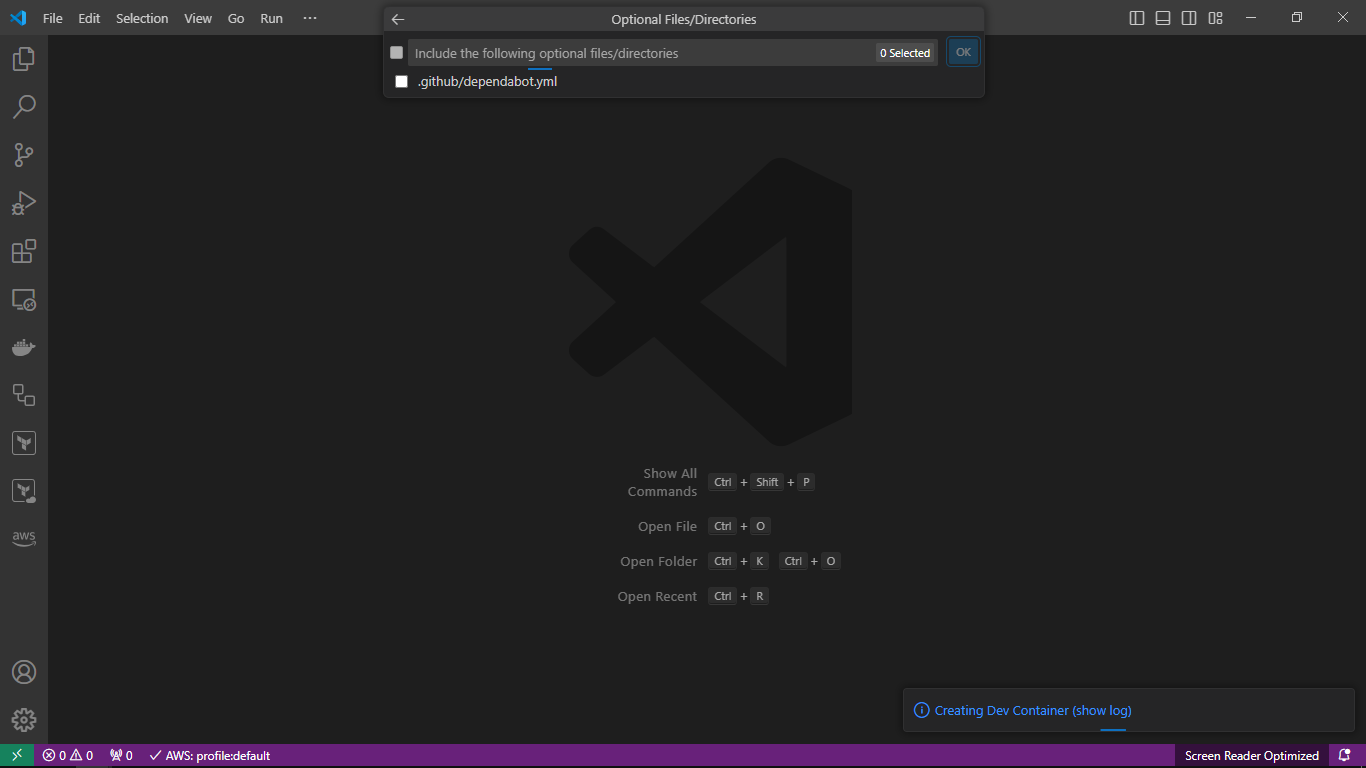 File Edit Selection View Go Run ···
Optional Files/Directories
Include the following optional files/directories
0 Selected
OK
.github/dependabot.yml
Show All
Commands
Ctrl + Shift + P
Open File Ctrl + O
Open Folder Ctrl + K Ctrl + O
Open Recent Ctrl + R
aws
Creating Dev Container (show log)
0 0 0 AWS: profile:default Screen Reader Optimized